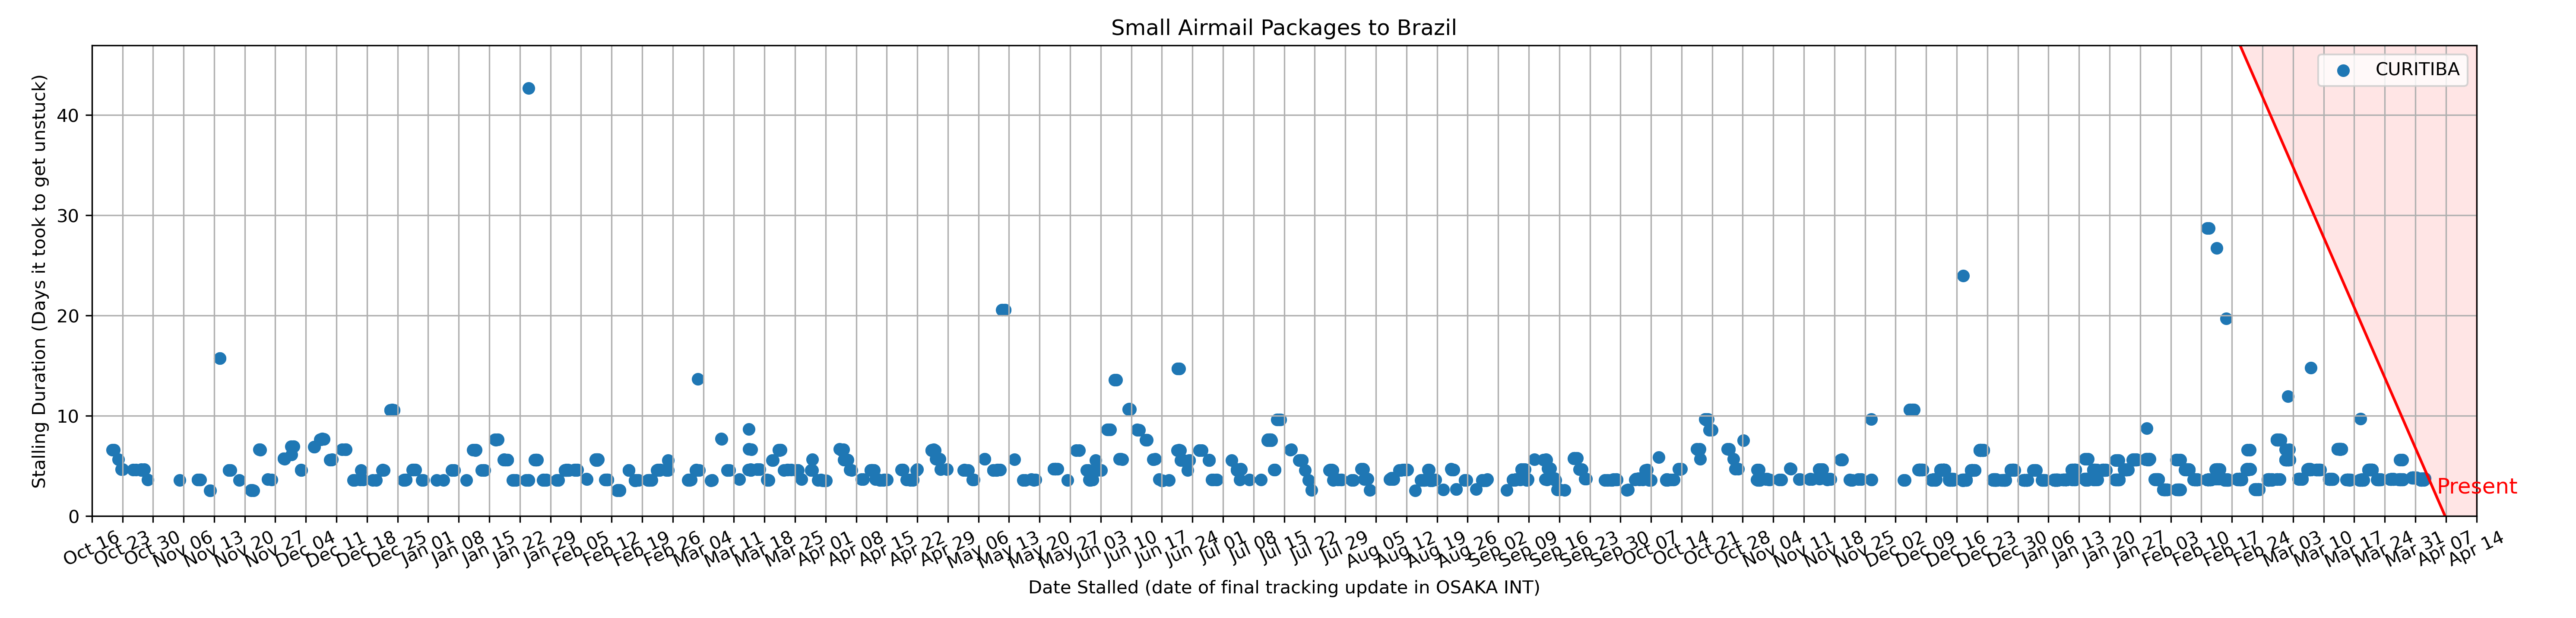 Small Airmail Packages to Brazil
CURITIBA
Stalling Duration (Days it took to get unstuck)
40
30
20
10
0
Present
Oct 16 Oct 23 Oct 30 Nov 06 Nov 13 Nov 20 Nov 27 Dec 04 Dec 11 Dec 18 Dec 25 Jan 01 Jan 08 Jan 15 Jan 22 Jan 29 Feb 05 Feb 12 Feb 19 Feb 26 Mar 04 Mar 11 Mar 18 Mar 25 Apr 01 Apr 08 Apr 15 Apr 22 Apr 29 May 06 May 13 May 20 May 27 Jun 03 Jun 10 Jun 17 Jun 24 Jul 01 Jul 08 Jul 15 Jul 22 Jul 29 Aug 05 Aug 12 Aug 19 Aug 26 Sep 02 Sep 09 Sep 16 Sep 23 Sep 30 Oct 07 Oct 14 Oct 21 Oct 28 Nov 04 Nov 11 Nov 18 Nov 25 Dec 02 Dec 09 Dec 16 Dec 23 Dec 30 Jan 06 Jan 13 Jan 20 Jan 27 Feb 03 Feb 10 Feb 17 Feb 24 Mar 03 Mar 10 Mar 17 Mar 24 Mar 31 Apr 07 Apr 14
Date Stalled (date of final tracking update in OSAKA INT)